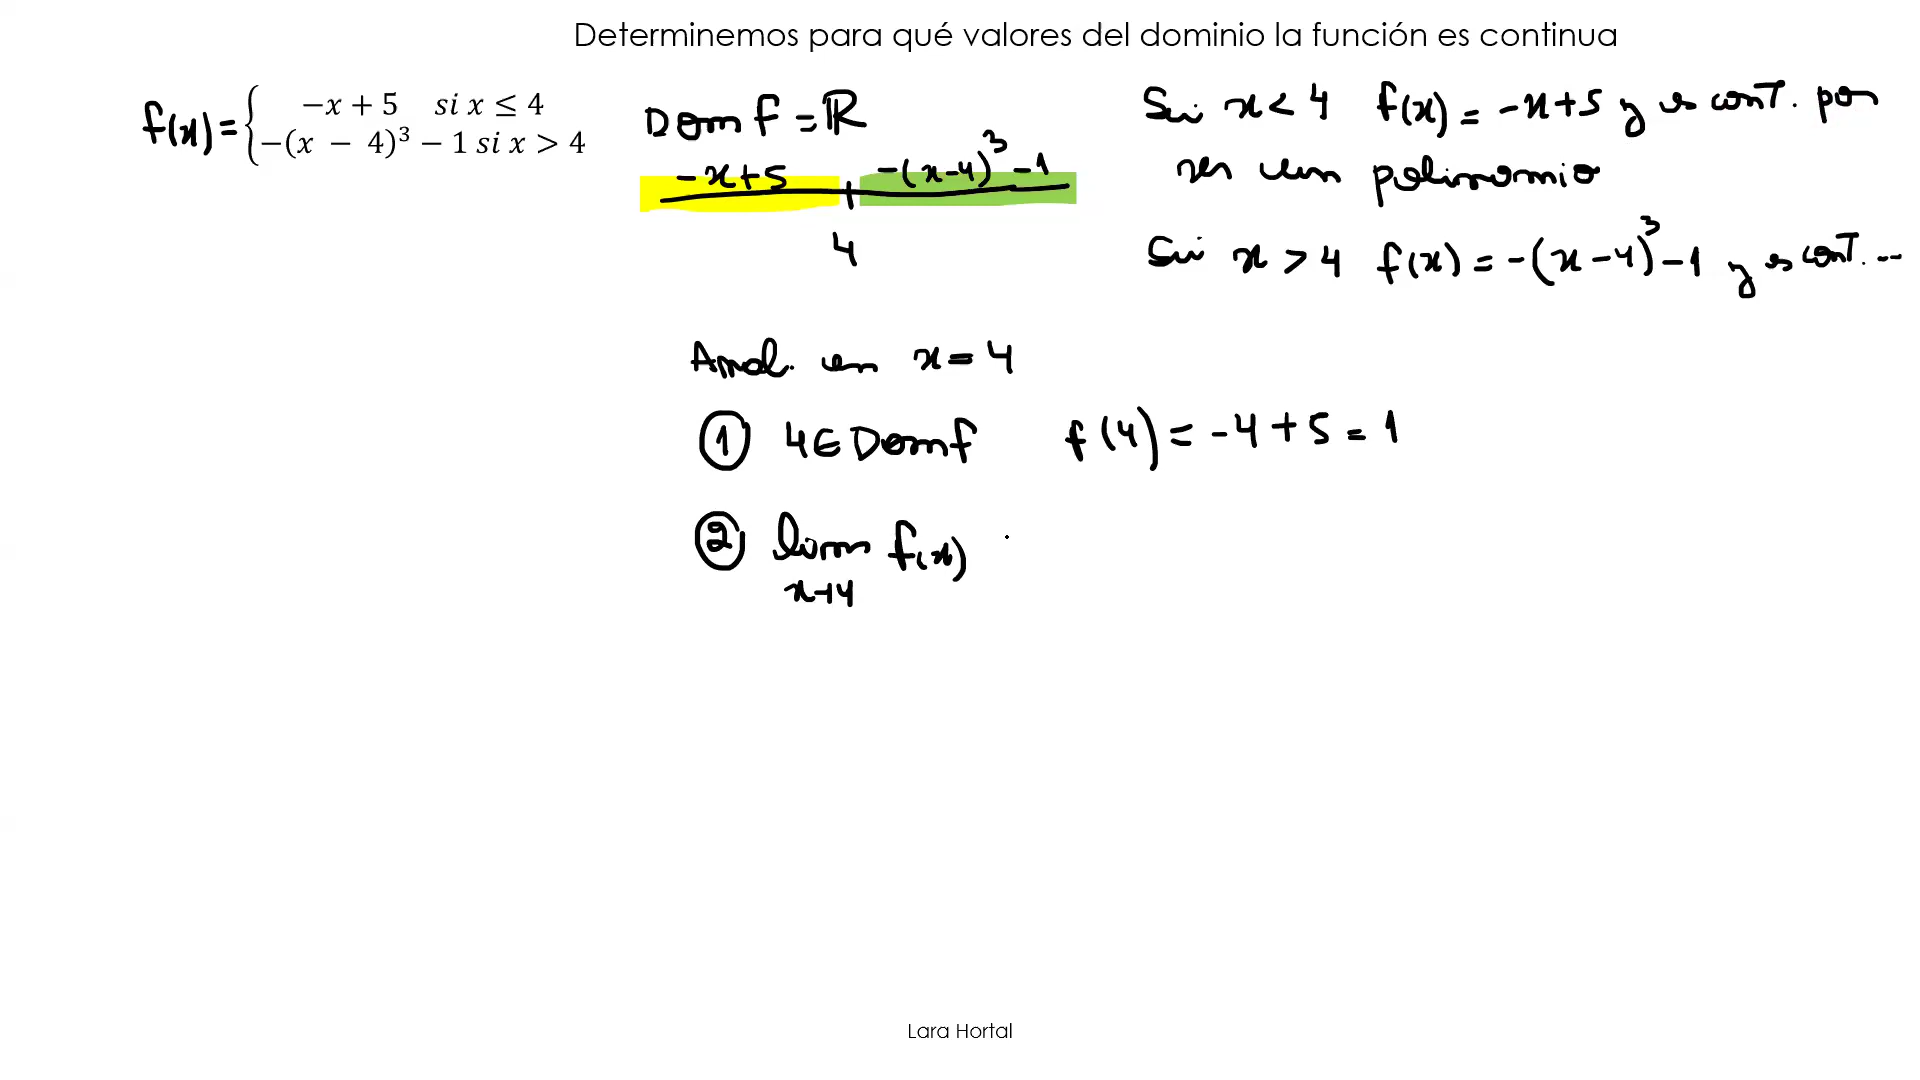 Determinemos para qué valores del dominio la función es continua
f(x) = { −x + 5 si x ≤ 4
−(x − 4)³ − 1 si x > 4
Dom f = ℝ
-x+5 -(x-4)³-1
4
Si x < 4 f(x) = -x+5 y es cont. por
ser un polinomio
Si x > 4 f(x) = -(x-4)³-1 y es cont. ...
Anal. en x = 4
① 4 ∈ Dom f f(4) = -4+5 = 1
② lim f(x)
x→4
Lara Hortal